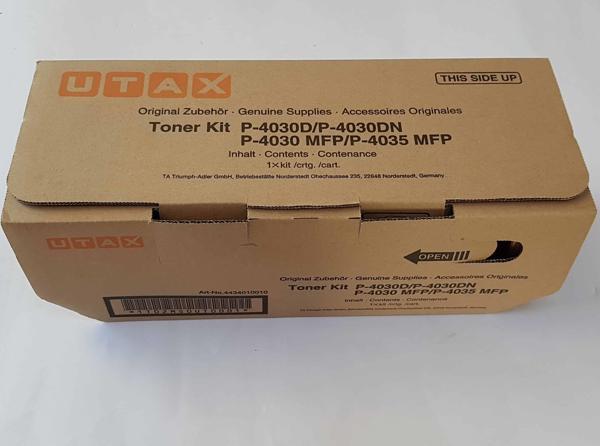 UTAX
THIS SIDE UP
Original Zubehör · Genuine Supplies · Accessoires Originales
Toner Kit P-4030D/P-4030DN
P-4030 MFP/P-4035 MFP
Inhalt · Contents · Contenance
1×kit /crtg. /cart.
TA Triumph-Adler GmbH, Betriebsstätte Norderstedt Ohechaussee 235, 22848 Norderstedt, Germany
UTAX
OPEN
Original Zubehör · Genuine Supplies · Accessoires Originales
Toner Kit P-4030D/P-4030DN
P-4030 MFP/P-4035 MFP
Inhalt · Contents · Contenance
1×kit /crtg. /cart.
Art-No.4434010010